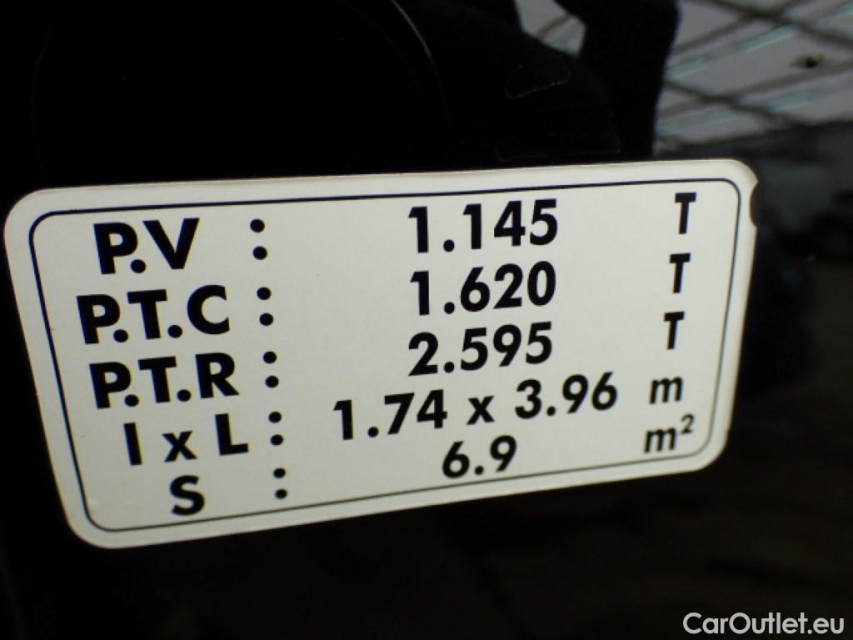 P.V : 1.145 T
P.T.C : 1.620 T
P.T.R : 2.595 T
l x L : 1.74 x 3.96 m
S : 6.9 m²
CarOutlet.eu